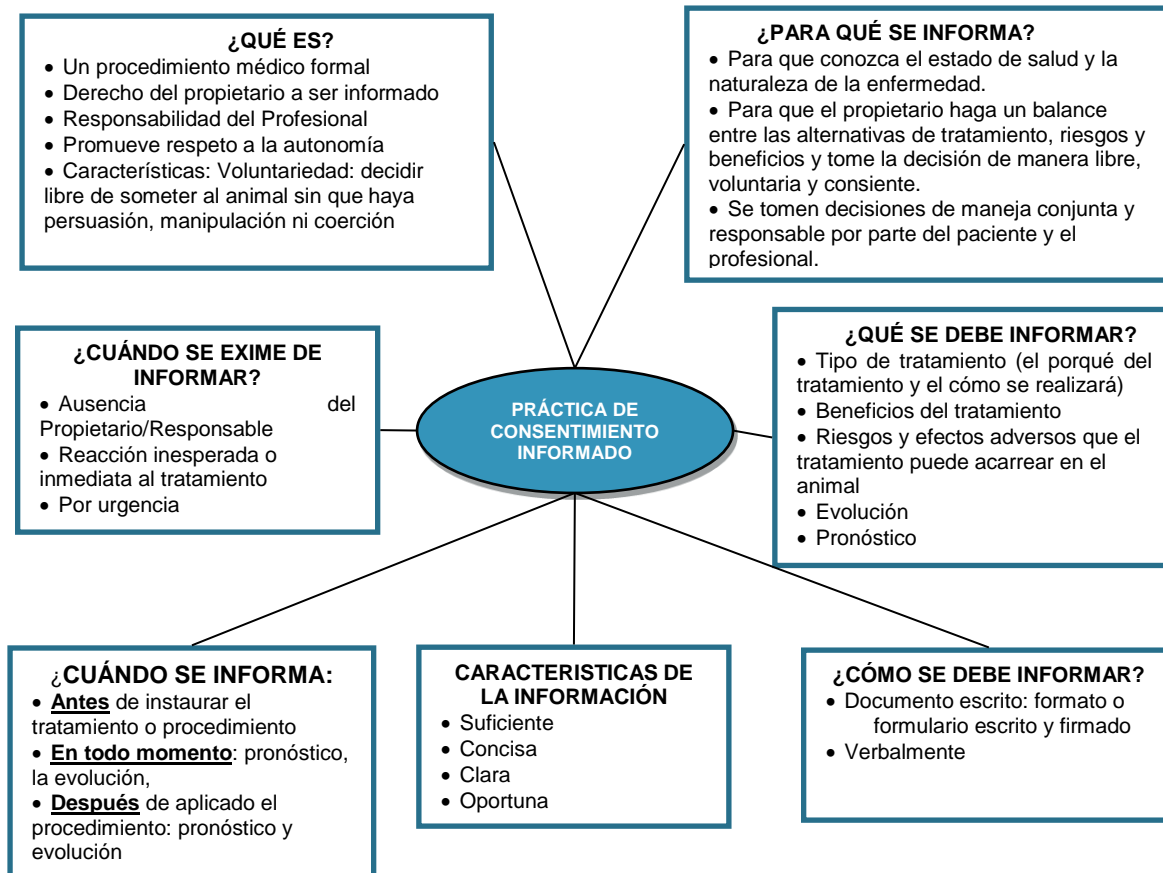 ¿QUÉ ES?
• Un procedimiento médico formal
• Derecho del propietario a ser informado
• Responsabilidad del Profesional
• Promueve respeto a la autonomía
• Características: Voluntariedad: decidir
libre de someter al animal sin que haya
persuasión, manipulación ni coerción
¿PARA QUÉ SE INFORMA?
• Para que conozca el estado de salud y la
naturaleza de la enfermedad.
• Para que el propietario haga un balance
entre las alternativas de tratamiento, riesgos y
beneficios y tome la decisión de manera libre,
voluntaria y consiente.
• Se tomen decisiones de maneja conjunta y
responsable por parte del paciente y el
profesional.
¿CUÁNDO SE EXIME DE
INFORMAR?
• Ausencia del
Propietario/Responsable
• Reacción inesperada o
inmediata al tratamiento
• Por urgencia
PRÁCTICA DE
CONSENTIMIENTO
INFORMADO
¿QUÉ SE DEBE INFORMAR?
• Tipo de tratamiento (el porqué del
tratamiento y el cómo se realizará)
• Beneficios del tratamiento
• Riesgos y efectos adversos que el
tratamiento puede acarrear en el
animal
• Evolución
• Pronóstico
¿CUÁNDO SE INFORMA:
• Antes de instaurar el
tratamiento o procedimiento
• En todo momento: pronóstico,
la evolución,
• Después de aplicado el
procedimiento: pronóstico y
evolución
CARACTERISTICAS DE
LA INFORMACIÓN
• Suficiente
• Concisa
• Clara
• Oportuna
¿CÓMO SE DEBE INFORMAR?
• Documento escrito: formato o
formulario escrito y firmado
• Verbalmente